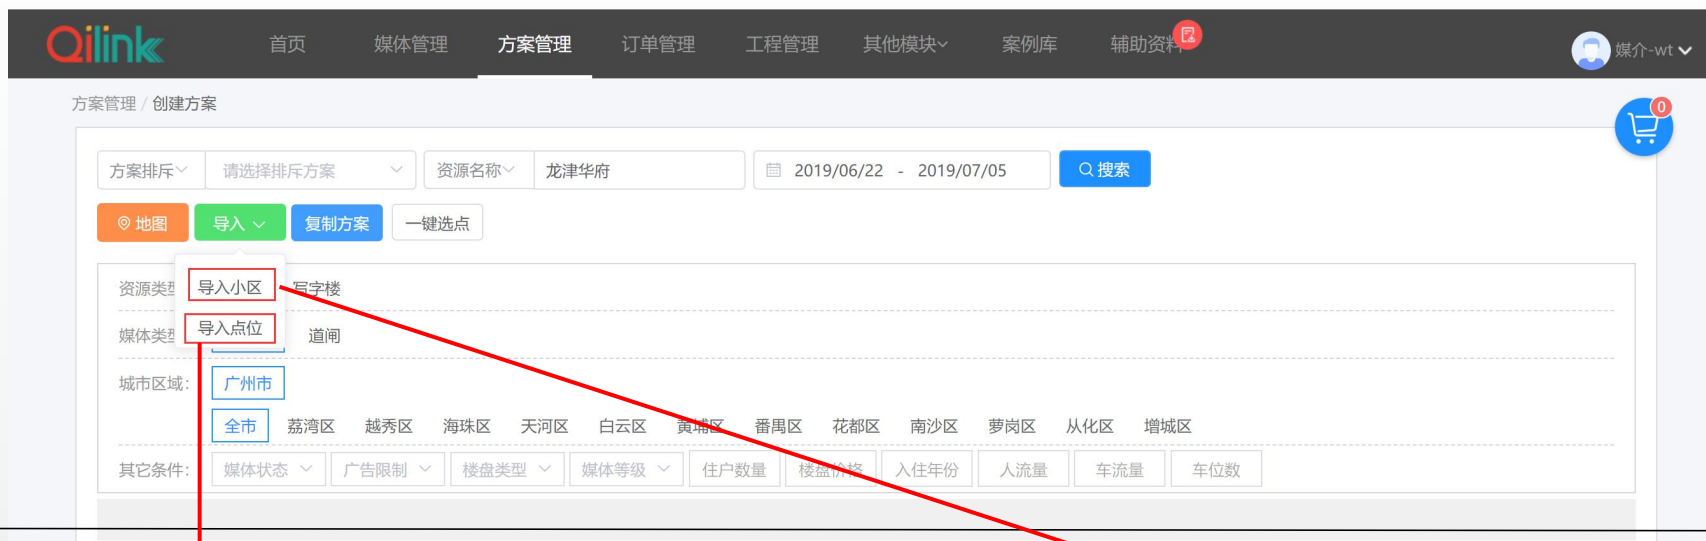 Qilink 首页 媒体管理 方案管理 订单管理 工程管理 其他模块 案例库 辅助资料 媒介-wt
方案管理 / 创建方案
0
方案排斥 请选择排斥方案 资源名称 龙津华府 2019/06/22 - 2019/07/05 搜索
地图 导入 复制方案 一键选点
资源类型 导入小区 写字楼
媒体类型 导入点位 道闸
城市区域: 广州市
全市 荔湾区 越秀区 海珠区 天河区 白云区 黄埔区 番禺区 花都区 南沙区 萝岗区 从化区 增城区
其它条件: 媒体状态 广告限制 楼盘类型 媒体等级 住户数量 楼盘价格 入住年份 人流量 车流量 车位数